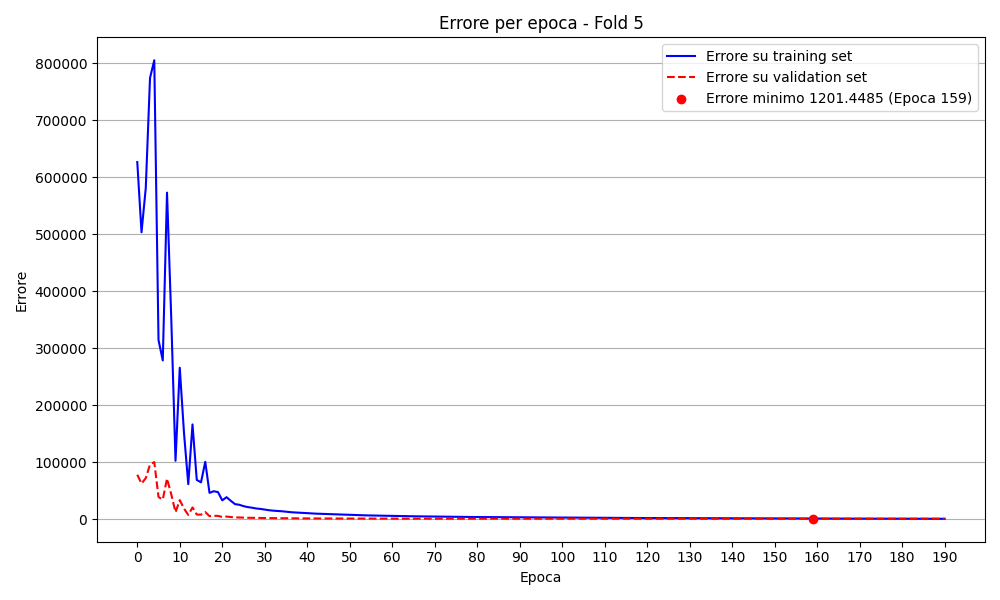 Errore per epoca - Fold 5
Errore su training set
Errore su validation set
Errore minimo 1201.4485 (Epoca 159)
800000
700000
600000
500000
400000
300000
200000
100000
0
Errore
0 10 20 30 40 50 60 70 80 90 100 110 120 130 140 150 160 170 180 190
Epoca